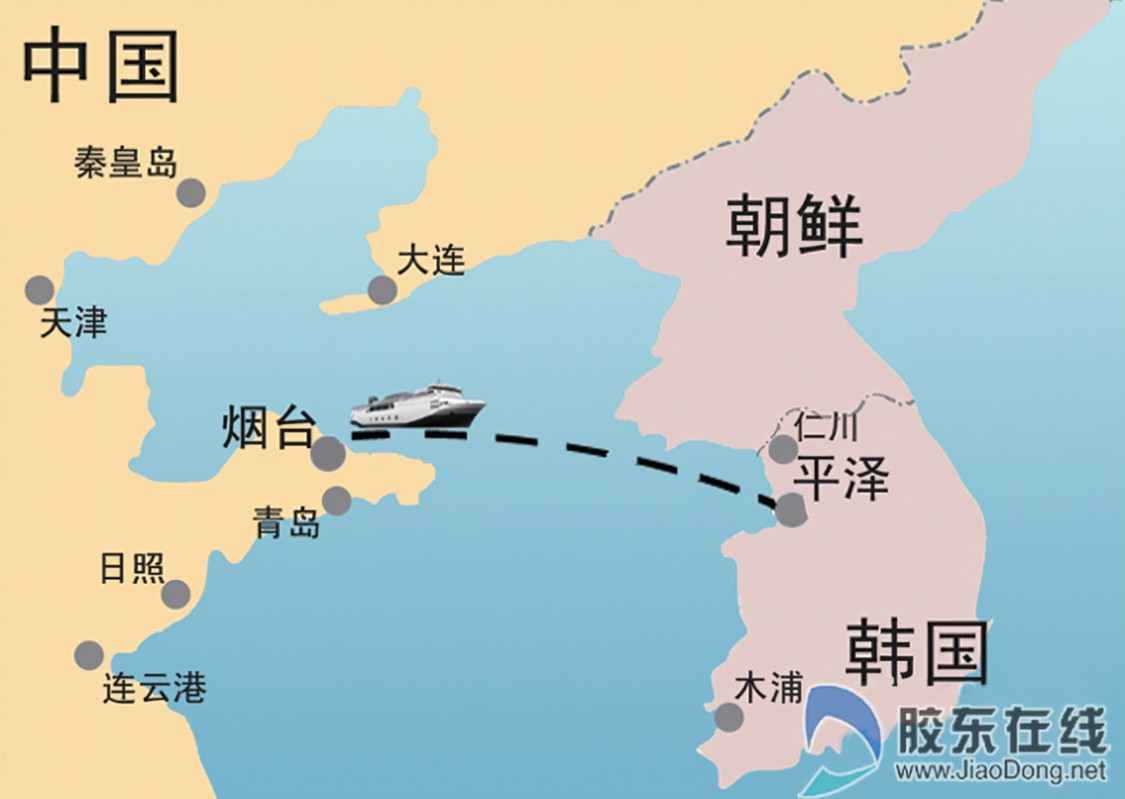 中国
秦皇岛
朝鲜
大连
天津
烟台
仁川
平泽
青岛
日照
韩国
连云港
木浦
胶东在线
www.JiaoDong.net